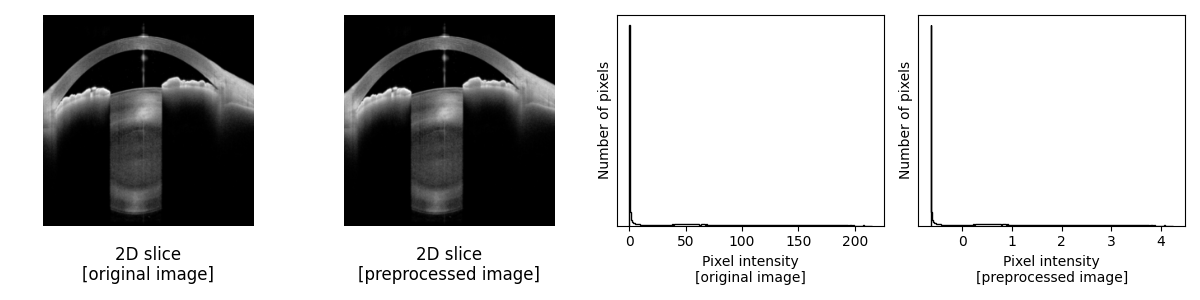 2D slice
[original image]
2D slice
[preprocessed image]
Number of pixels
0 50 100 150 200
Pixel intensity
[original image]
Number of pixels
0 1 2 3 4
Pixel intensity
[preprocessed image]